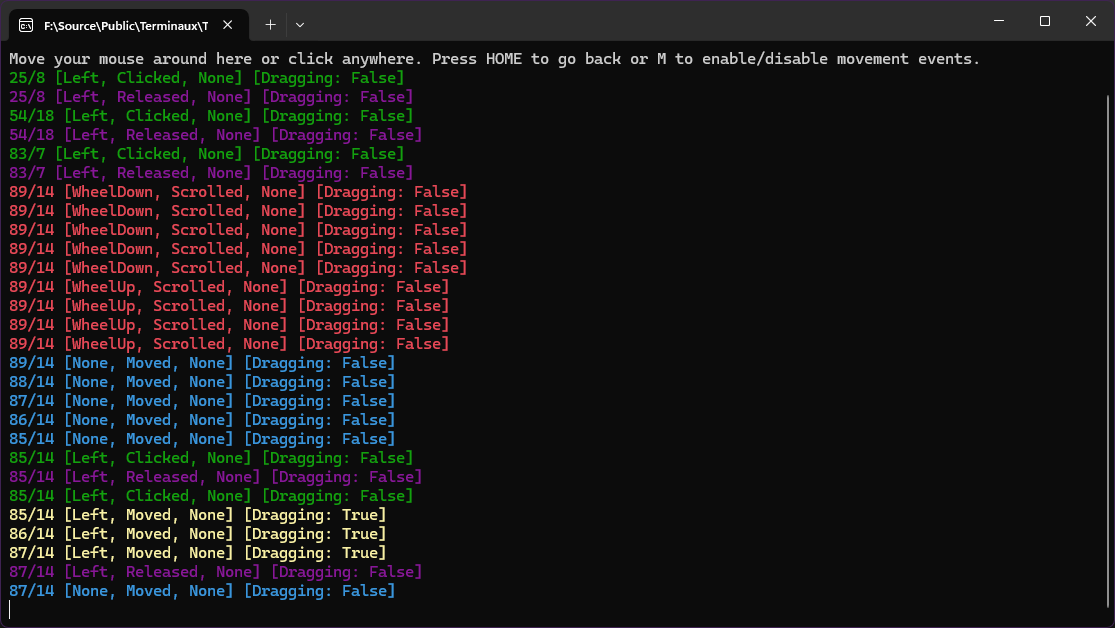 F:\Source\Public\Terminaux\T
Move your mouse around here or click anywhere. Press HOME to go back or M to enable/disable movement events.
25/8 [Left, Clicked, None] [Dragging: False]
25/8 [Left, Released, None] [Dragging: False]
54/18 [Left, Clicked, None] [Dragging: False]
54/18 [Left, Released, None] [Dragging: False]
83/7 [Left, Clicked, None] [Dragging: False]
83/7 [Left, Released, None] [Dragging: False]
89/14 [WheelDown, Scrolled, None] [Dragging: False]
89/14 [WheelDown, Scrolled, None] [Dragging: False]
89/14 [WheelDown, Scrolled, None] [Dragging: False]
89/14 [WheelDown, Scrolled, None] [Dragging: False]
89/14 [WheelDown, Scrolled, None] [Dragging: False]
89/14 [WheelUp, Scrolled, None] [Dragging: False]
89/14 [WheelUp, Scrolled, None] [Dragging: False]
89/14 [WheelUp, Scrolled, None] [Dragging: False]
89/14 [WheelUp, Scrolled, None] [Dragging: False]
89/14 [None, Moved, None] [Dragging: False]
88/14 [None, Moved, None] [Dragging: False]
87/14 [None, Moved, None] [Dragging: False]
86/14 [None, Moved, None] [Dragging: False]
85/14 [None, Moved, None] [Dragging: False]
85/14 [Left, Clicked, None] [Dragging: False]
85/14 [Left, Released, None] [Dragging: False]
85/14 [Left, Clicked, None] [Dragging: False]
85/14 [Left, Moved, None] [Dragging: True]
86/14 [Left, Moved, None] [Dragging: True]
87/14 [Left, Moved, None] [Dragging: True]
87/14 [Left, Released, None] [Dragging: False]
87/14 [None, Moved, None] [Dragging: False]